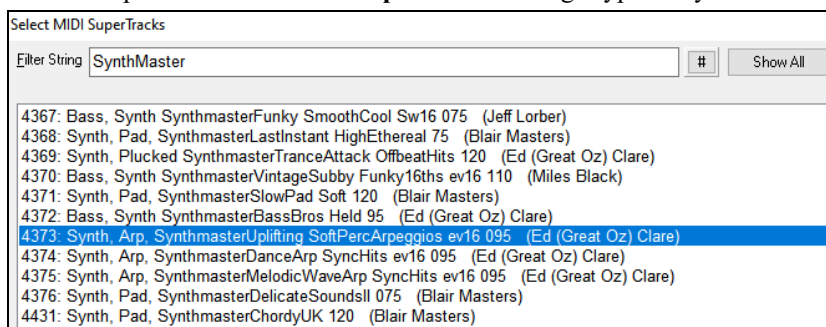 Select MIDI SuperTracks
Filter String SynthMaster # Show All
4367: Bass, Synth SynthmasterFunky SmoothCool Sw16 075 (Jeff Lorber)
4368: Synth, Pad, SynthmasterLastInstant HighEthereal 75 (Blair Masters)
4369: Synth, Plucked SynthmasterTranceAttack OffbeatHits 120 (Ed (Great Oz) Clare)
4370: Bass, Synth SynthmasterVintageSubby Funky16ths ev16 110 (Miles Black)
4371: Synth, Pad, SynthmasterSlowPad Soft 120 (Blair Masters)
4372: Bass, Synth SynthmasterBassBros Held 95 (Ed (Great Oz) Clare)
4373: Synth, Arp, SynthmasterUplifting SoftPercArpeggios ev16 095 (Ed (Great Oz) Clare)
4374: Synth, Arp, SynthmasterDanceArp SyncHits ev16 095 (Ed (Great Oz) Clare)
4375: Synth, Arp, SynthmasterMelodicWaveArp SyncHits ev16 095 (Ed (Great Oz) Clare)
4376: Synth, Pad, SynthmasterDelicateSoundsII 075 (Blair Masters)
4431: Synth, Pad, SynthmasterChordyUK 120 (Blair Masters)